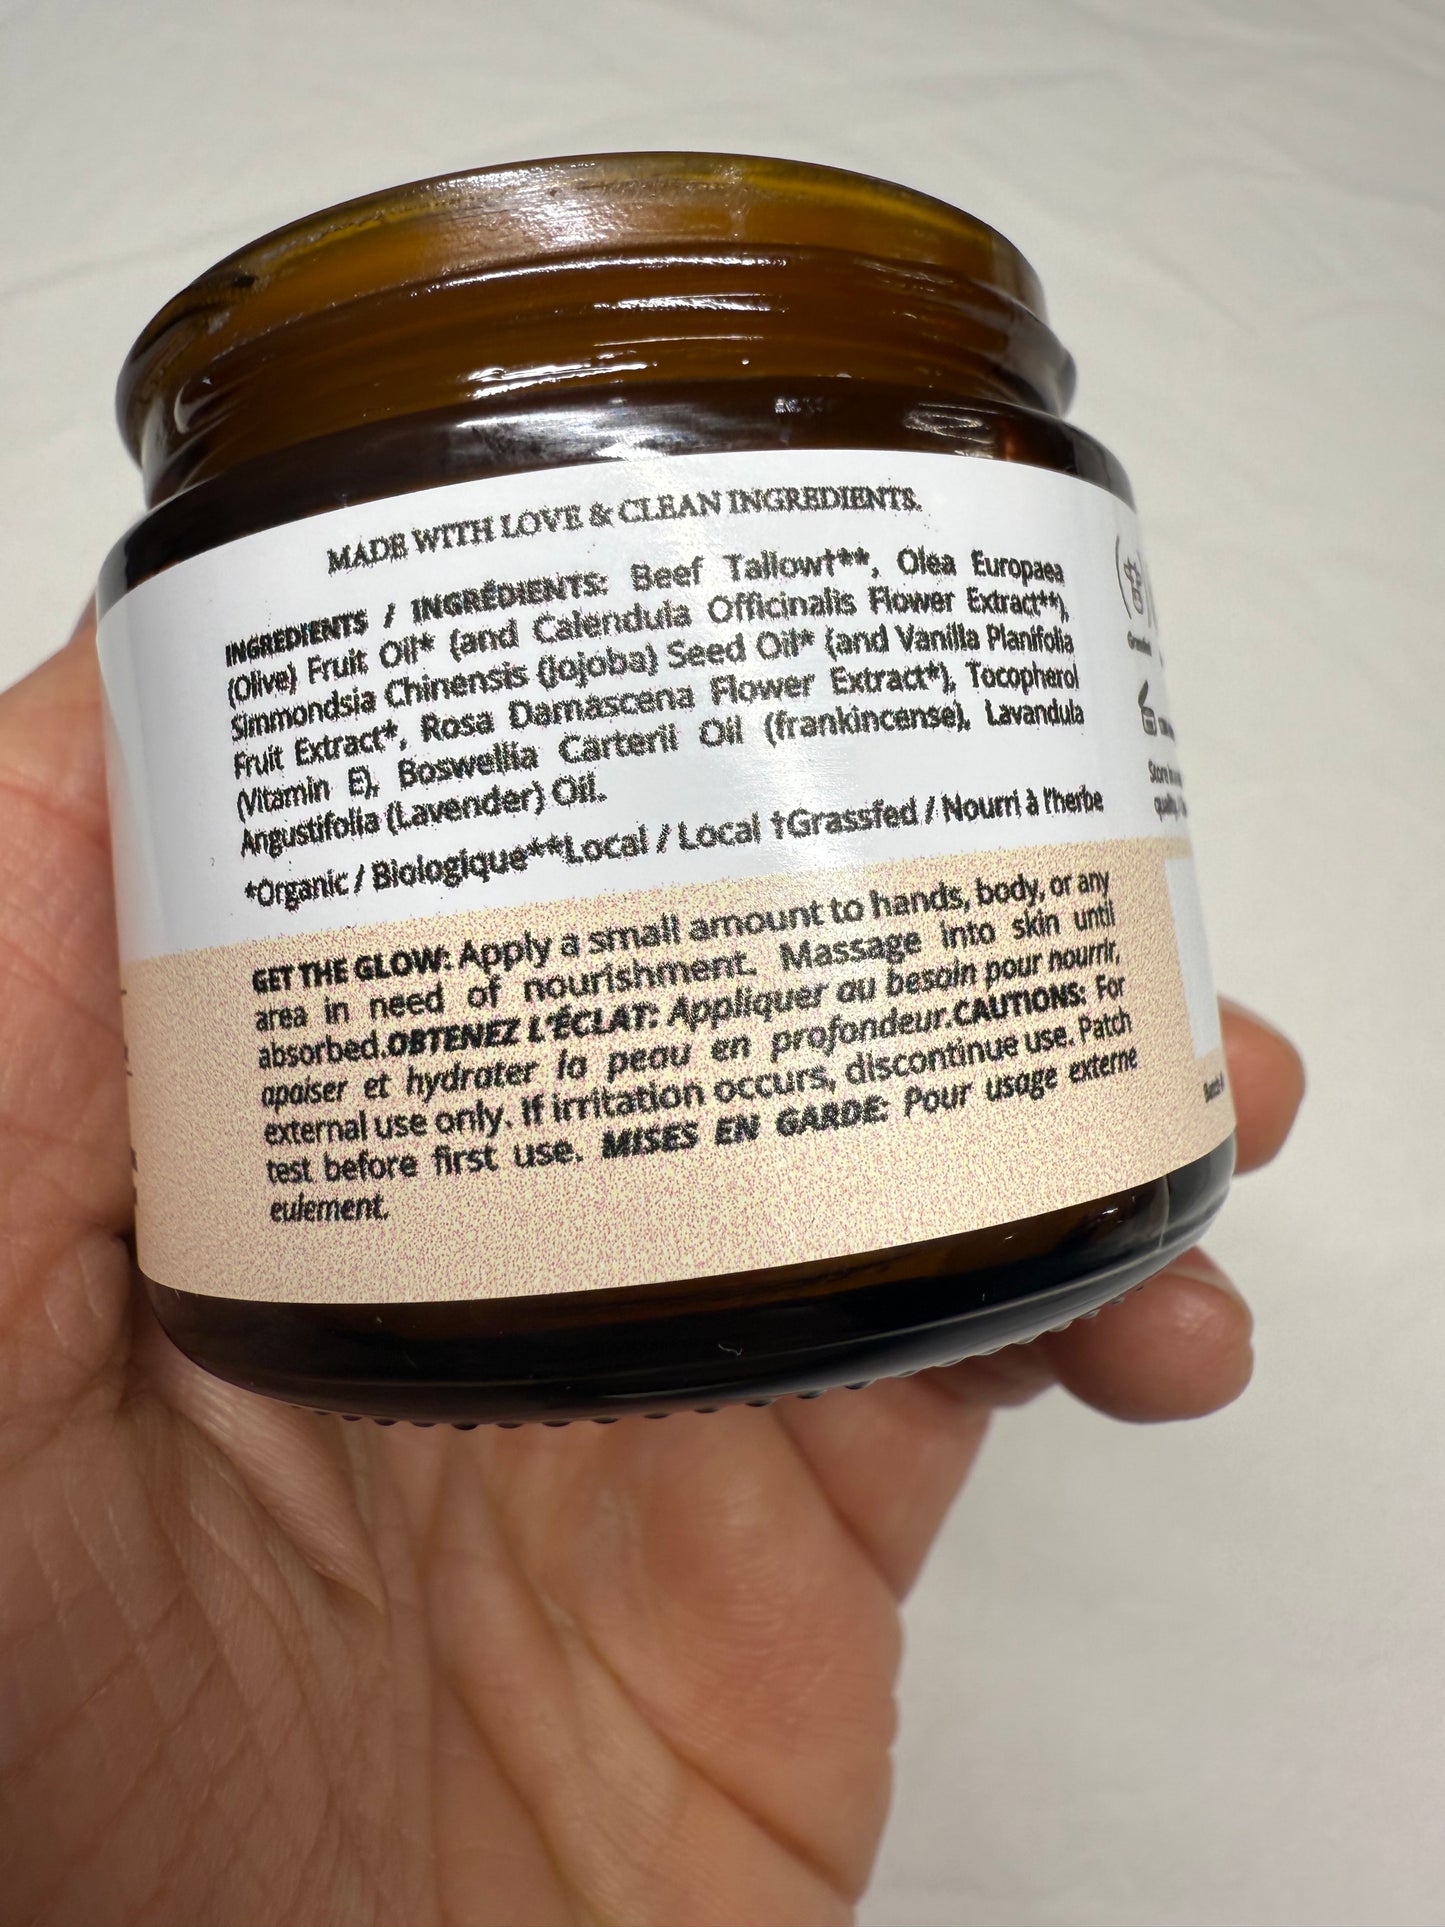 MADE WITH LOVE & CLEAN INGREDIENTS.
INGREDIENTS / INGRÉDIENTS: Beef Tallow†**, Olea Europaea
(Olive) Fruit Oil* (and Calendula Officinalis Flower Extract**),
Simmondsia Chinensis (Jojoba) Seed Oil* (and Vanilla Planifolia
Fruit Extract*, Rosa Damascena Flower Extract*), Tocopherol
(Vitamin E), Boswellia Carterii Oil (frankincense), Lavandula
Angustifolia (Lavender) Oil.
*Organic / Biologique**Local / Local †Grassfed / Nourri à l'herbe
GET THE GLOW: Apply a small amount to hands, body, or any
area in need of nourishment. Massage into skin until
absorbed.OBTENEZ L'ÉCLAT: Appliquer au besoin pour nourrir,
apaiser et hydrater la peau en profondeur.CAUTIONS: For
external use only. If irritation occurs, discontinue use. Patch
test before first use. MISES EN GARDE: Pour usage externe
eulement.